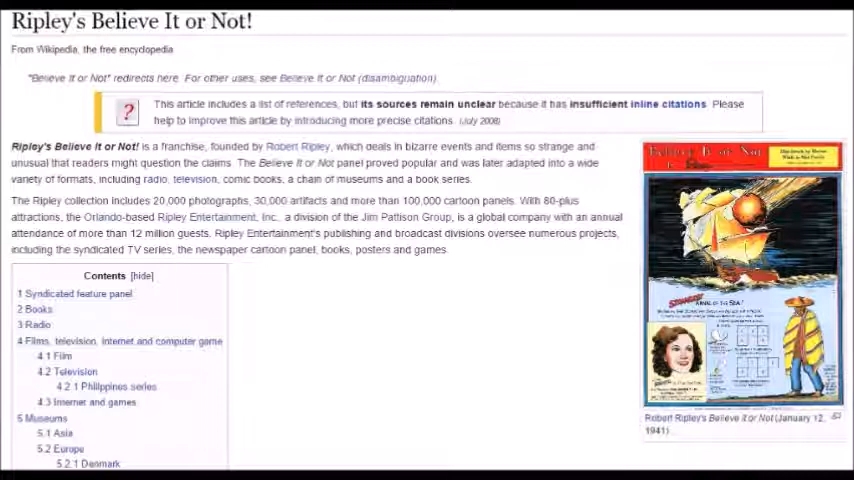 Ripley's Believe It or Not!
From Wikipedia, the free encyclopedia
"Believe It or Not" redirects here. For other uses, see Believe It or Not (disambiguation).
? This article includes a list of references, but its sources remain unclear because it has insufficient inline citations. Please
help to improve this article by introducing more precise citations. (July 2008)
Ripley's Believe It or Not! is a franchise, founded by Robert Ripley, which deals in bizarre events and items so strange and
unusual that readers might question the claims. The Believe It or Not panel proved popular and was later adapted into a wide
variety of formats, including radio, television, comic books, a chain of museums and a book series.
The Ripley collection includes 20,000 photographs, 30,000 artifacts and more than 100,000 cartoon panels. With 80-plus
attractions, the Orlando-based Ripley Entertainment, Inc., a division of the Jim Pattison Group, is a global company with an annual
attendance of more than 12 million guests. Ripley Entertainment's publishing and broadcast divisions oversee numerous projects,
including the syndicated TV series, the newspaper cartoon panel, books, posters and games.
Contents [hide]
1 Syndicated feature panel
2 Books
3 Radio
4 Films, television, Internet and computer game
4.1 Film
4.2 Television
4.2.1 Philippines series
4.3 Internet and games
5 Museums
5.1 Asia
5.2 Europe
5.2.1 Denmark
Believe It or Not
Robert Ripley's Believe It or Not (January 12,
1941)